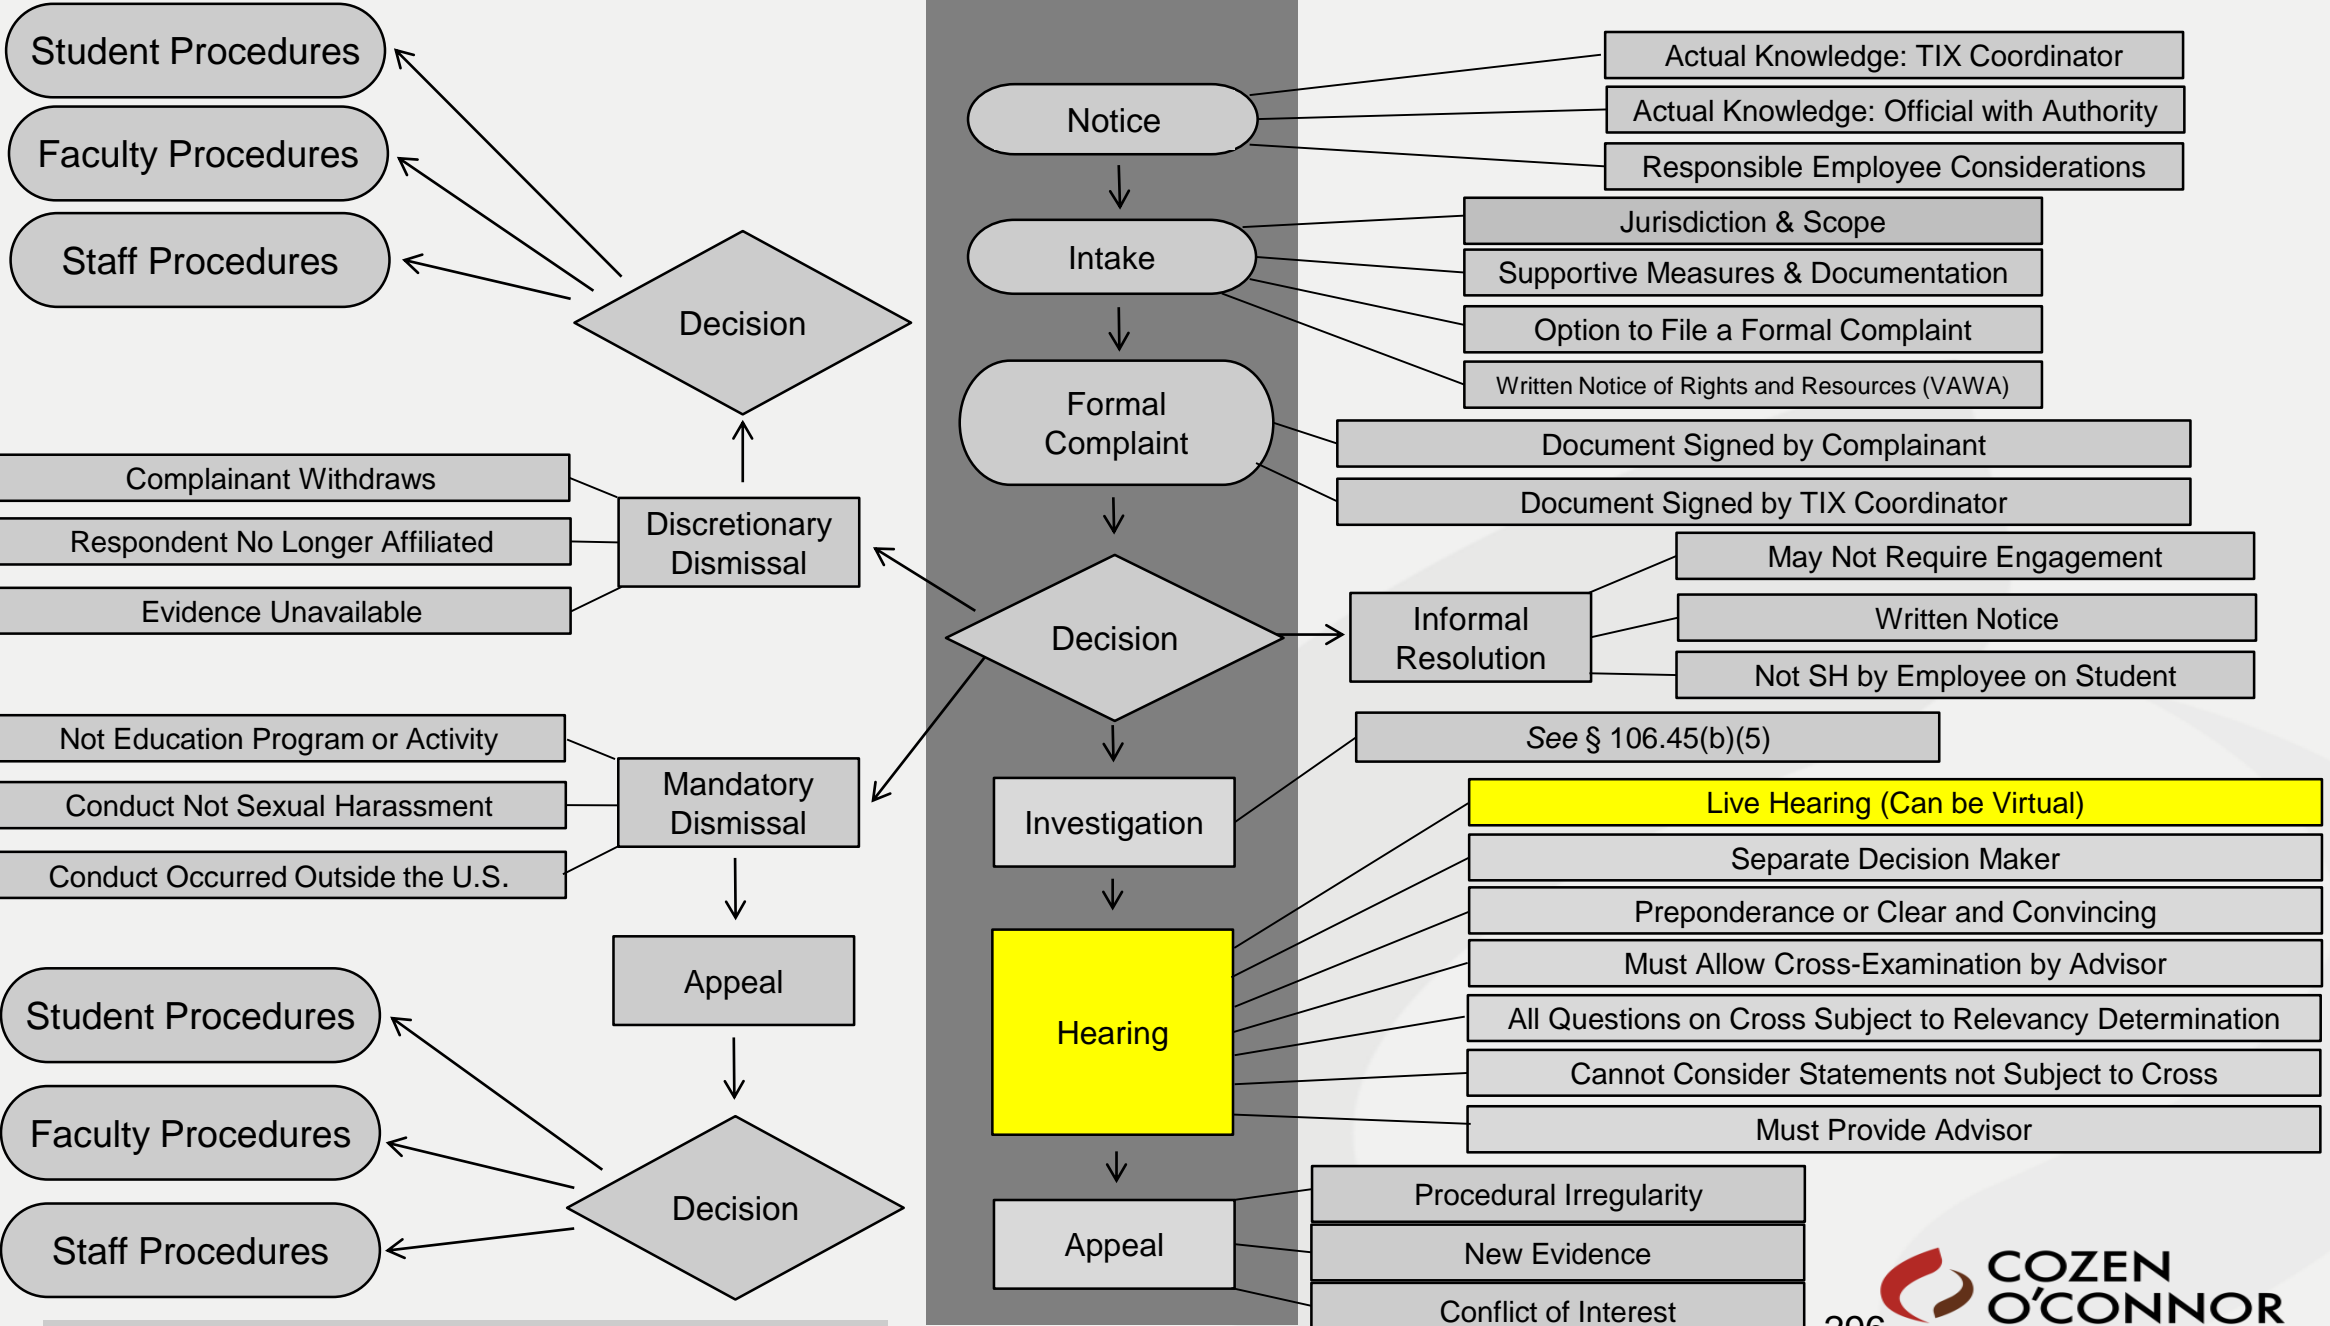 Student Procedures
Faculty Procedures
Staff Procedures
Decision
Complainant Withdraws
Respondent No Longer Affiliated
Evidence Unavailable
Discretionary
Dismissal
Not Education Program or Activity
Conduct Not Sexual Harassment
Conduct Occurred Outside the U.S.
Mandatory
Dismissal
Appeal
Student Procedures
Faculty Procedures
Staff Procedures
Decision
Notice
Actual Knowledge: TIX Coordinator
Actual Knowledge: Official with Authority
Responsible Employee Considerations
Intake
Jurisdiction & Scope
Supportive Measures & Documentation
Option to File a Formal Complaint
Written Notice of Rights and Resources (VAWA)
Formal
Complaint
Document Signed by Complainant
Document Signed by TIX Coordinator
Decision
Informal
Resolution
May Not Require Engagement
Written Notice
Not SH by Employee on Student
Investigation
See § 106.45(b)(5)
Hearing
Live Hearing (Can be Virtual)
Separate Decision Maker
Preponderance or Clear and Convincing
Must Allow Cross-Examination by Advisor
All Questions on Cross Subject to Relevancy Determination
Cannot Consider Statements not Subject to Cross
Must Provide Advisor
Appeal
Procedural Irregularity
New Evidence
Conflict of Interest
COZEN
O'CONNOR